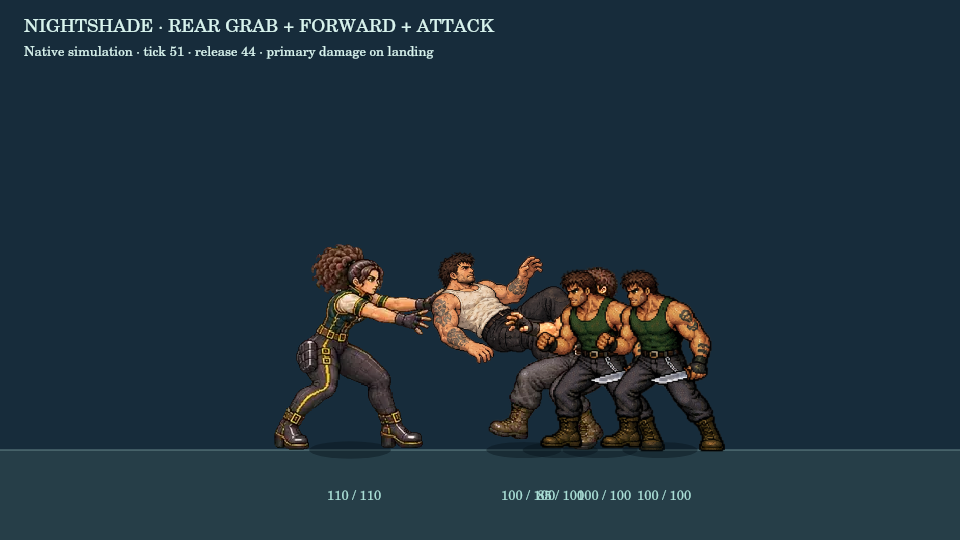 NIGHTSHADE · REAR GRAB + FORWARD + ATTACK
Native simulation · tick 51 · release 44 · primary damage on landing
110 / 110 100 / 100 / 100 100 / 100